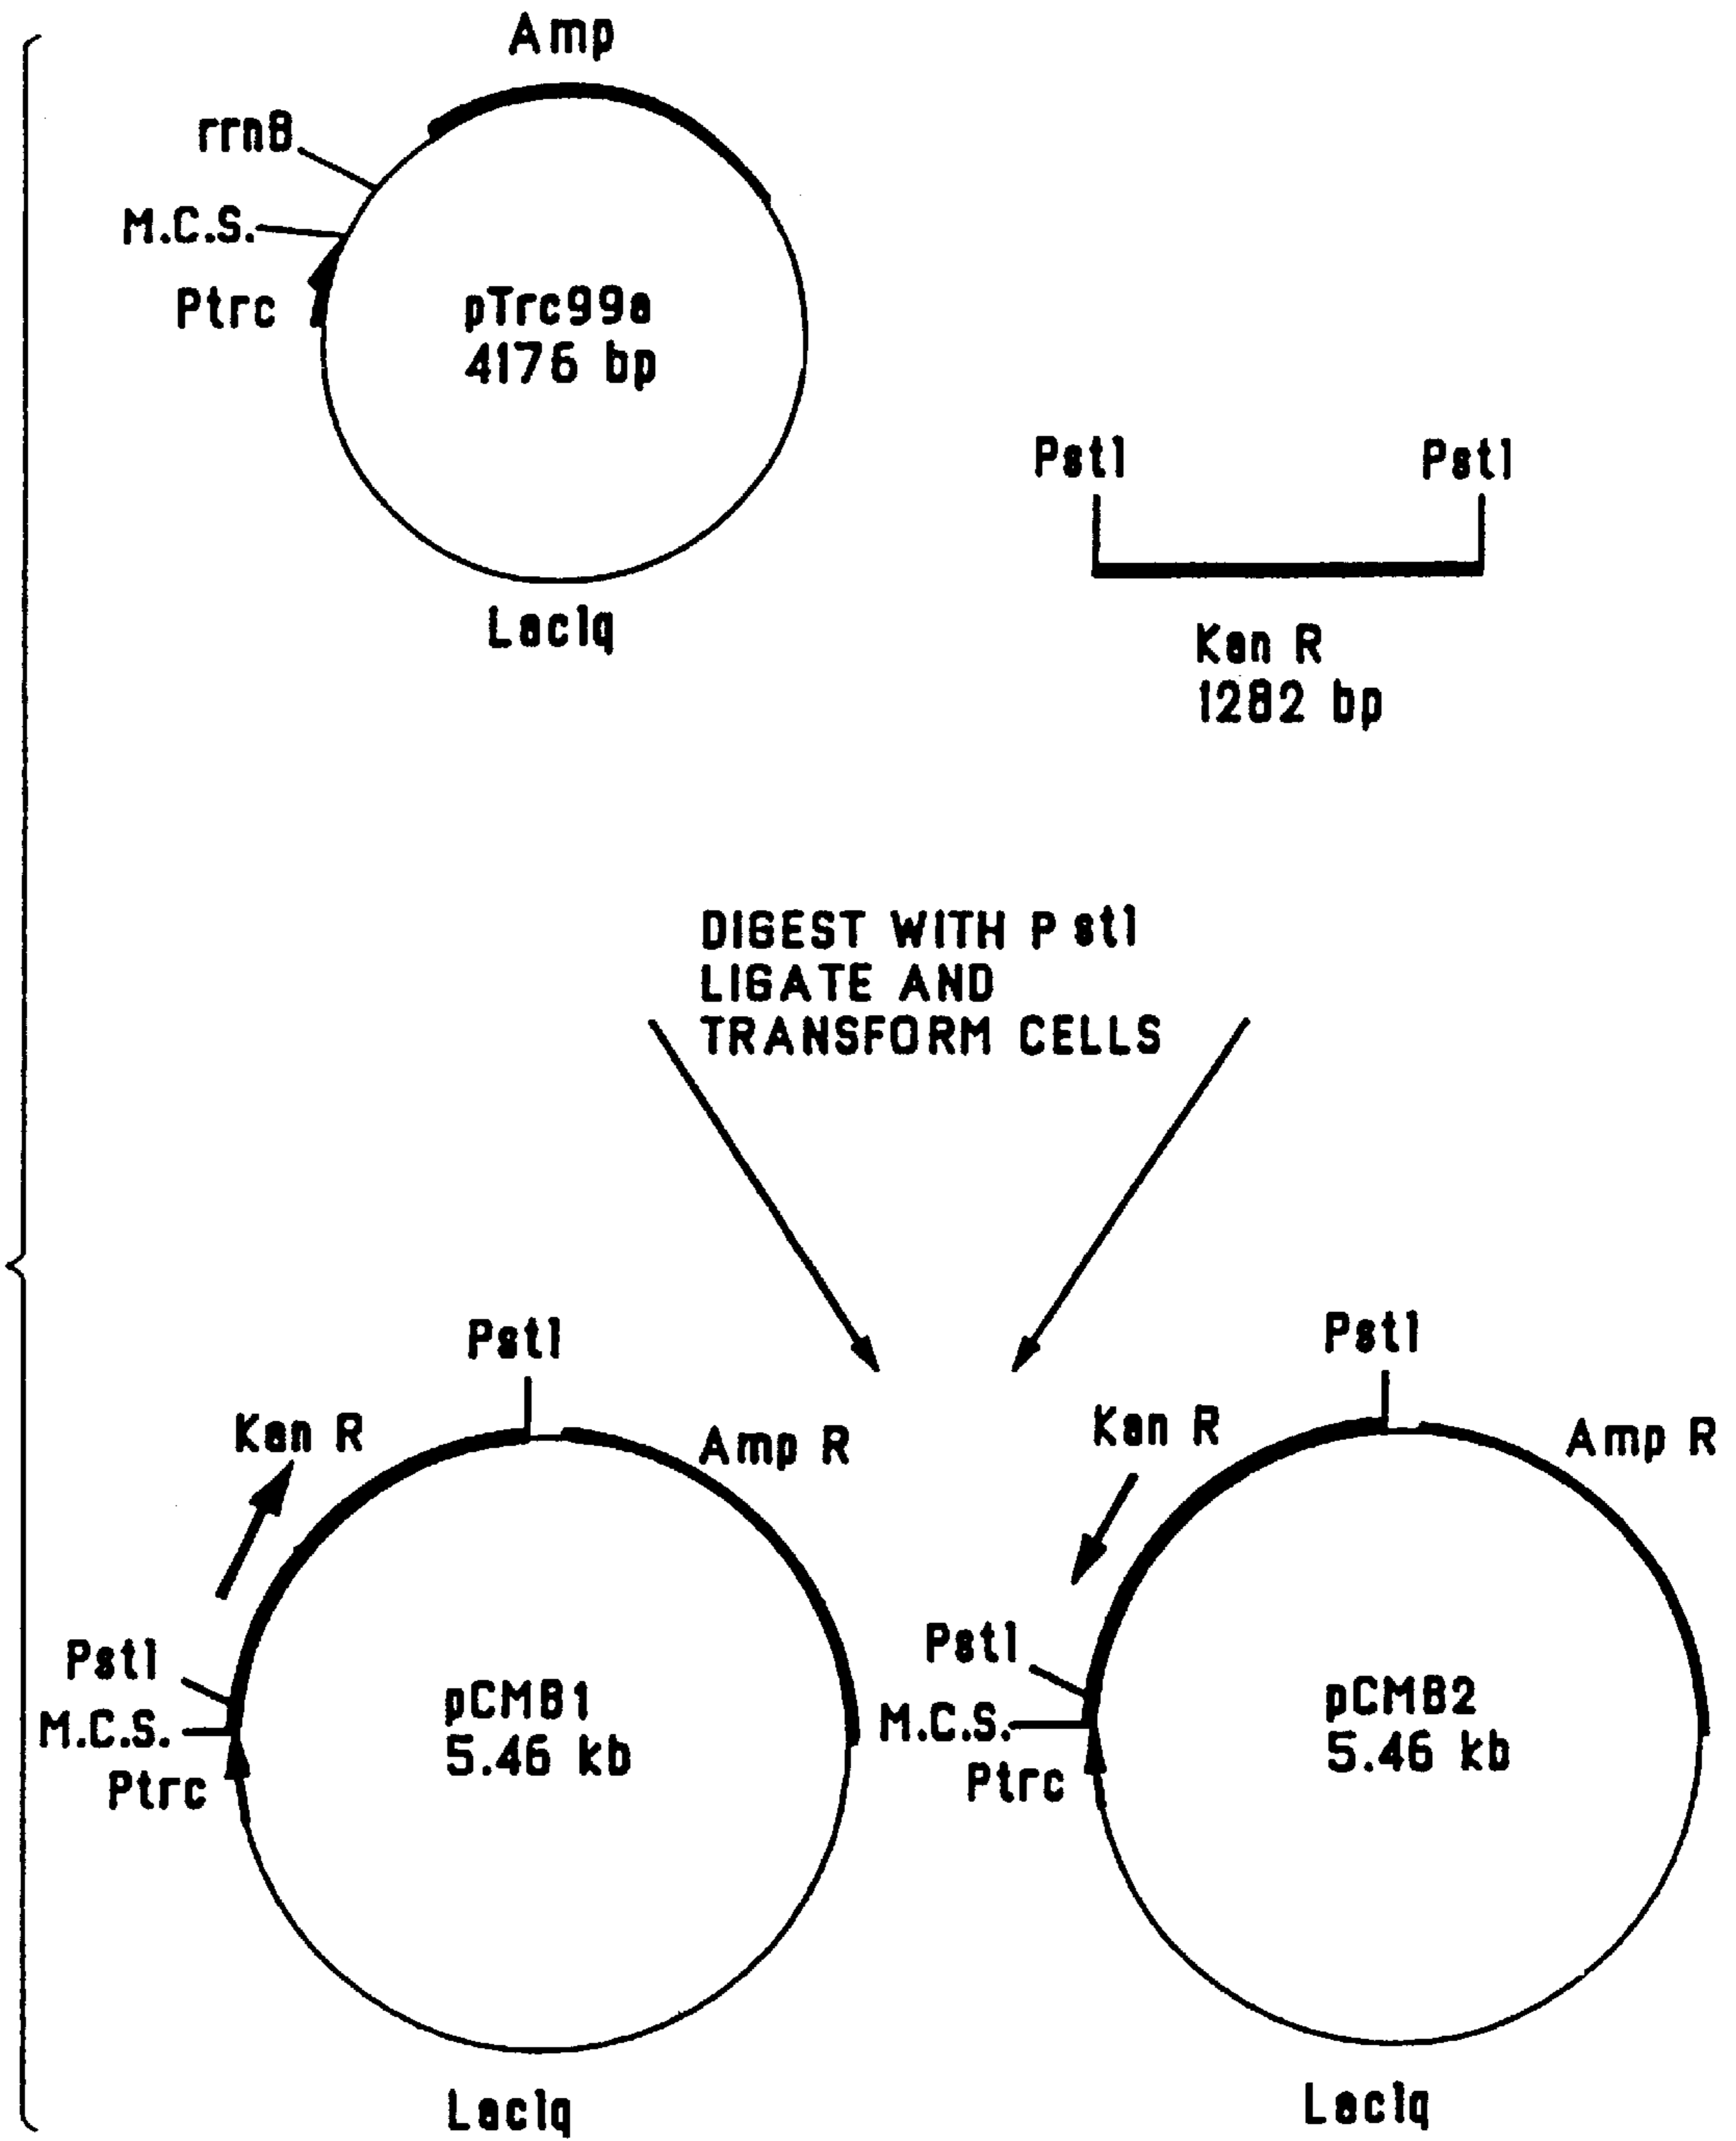 Amp
rrnB
M.C.S.
Ptrc
pTrc99a
4176 bp
LacIq
PstI
PstI
Kan R
1282 bp
DIGEST WITH PstI
LIGATE AND
TRANSFORM CELLS
PstI
Kan R
Amp R
PstI
M.C.S.
Ptrc
pCMB1
5.46 kb
LacIq
PstI
Kan R
Amp R
PstI
M.C.S.
Ptrc
pCMB2
5.46 kb
LacIq